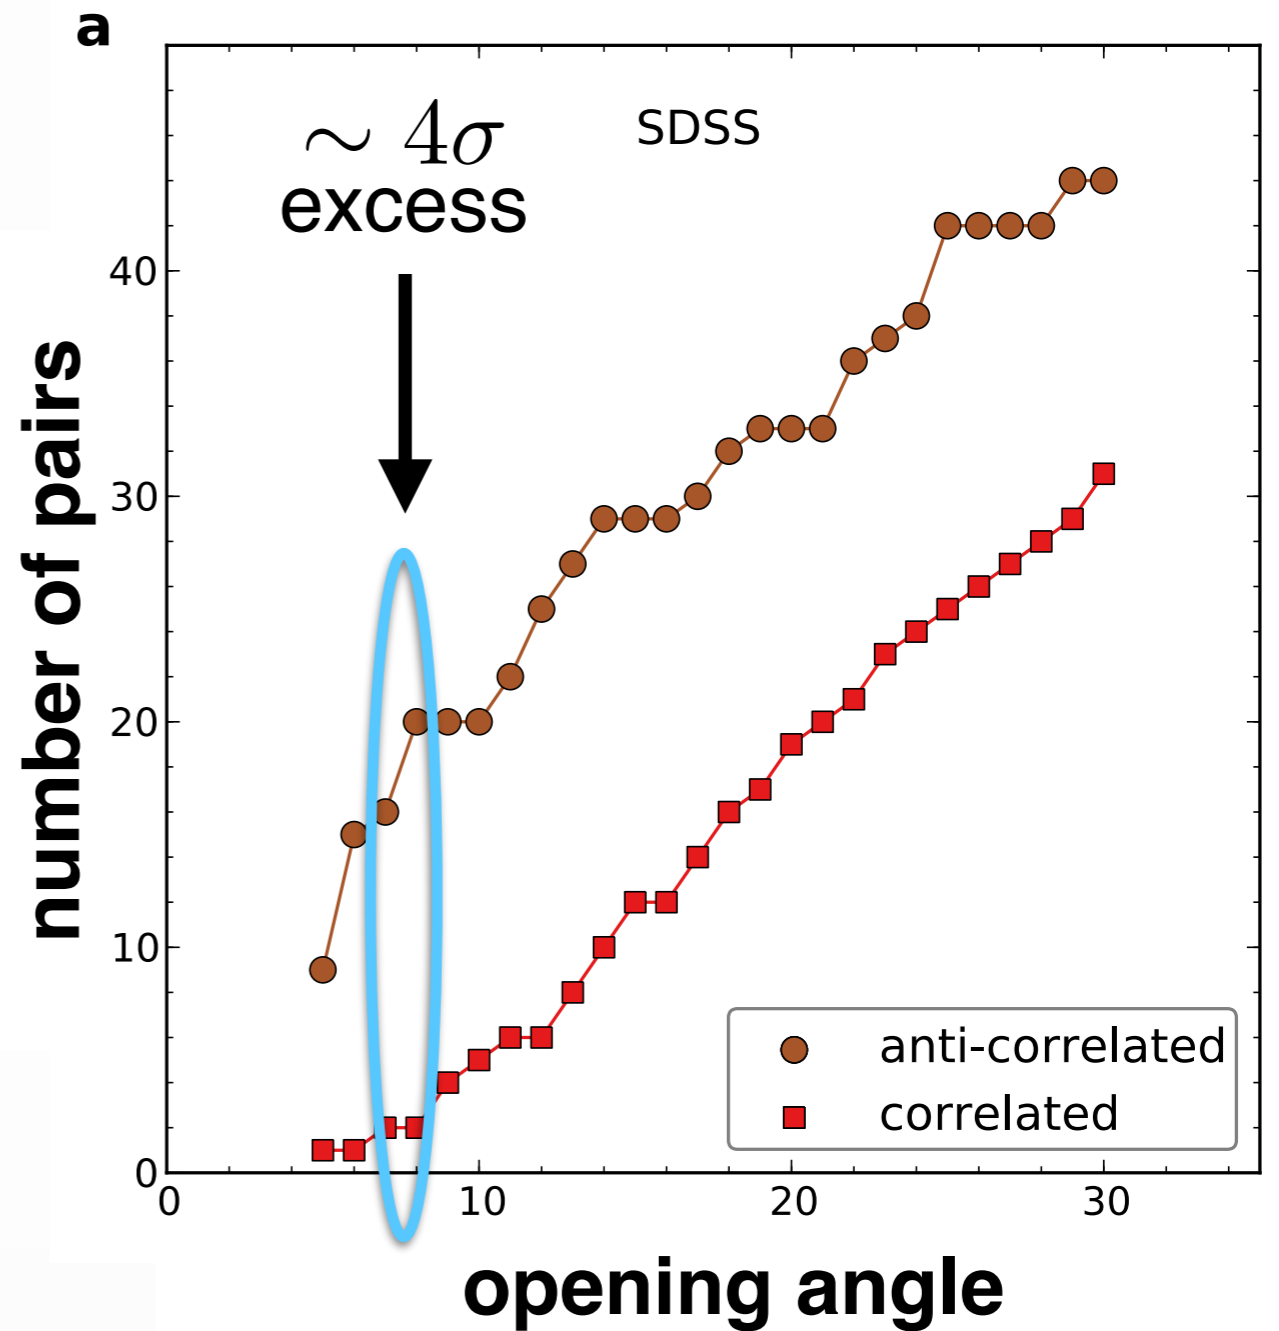 a
∼ 4σ
excess
SDSS
number of pairs
40
30
20
10
0
0 10 20 30
opening angle
anti-correlated
correlated